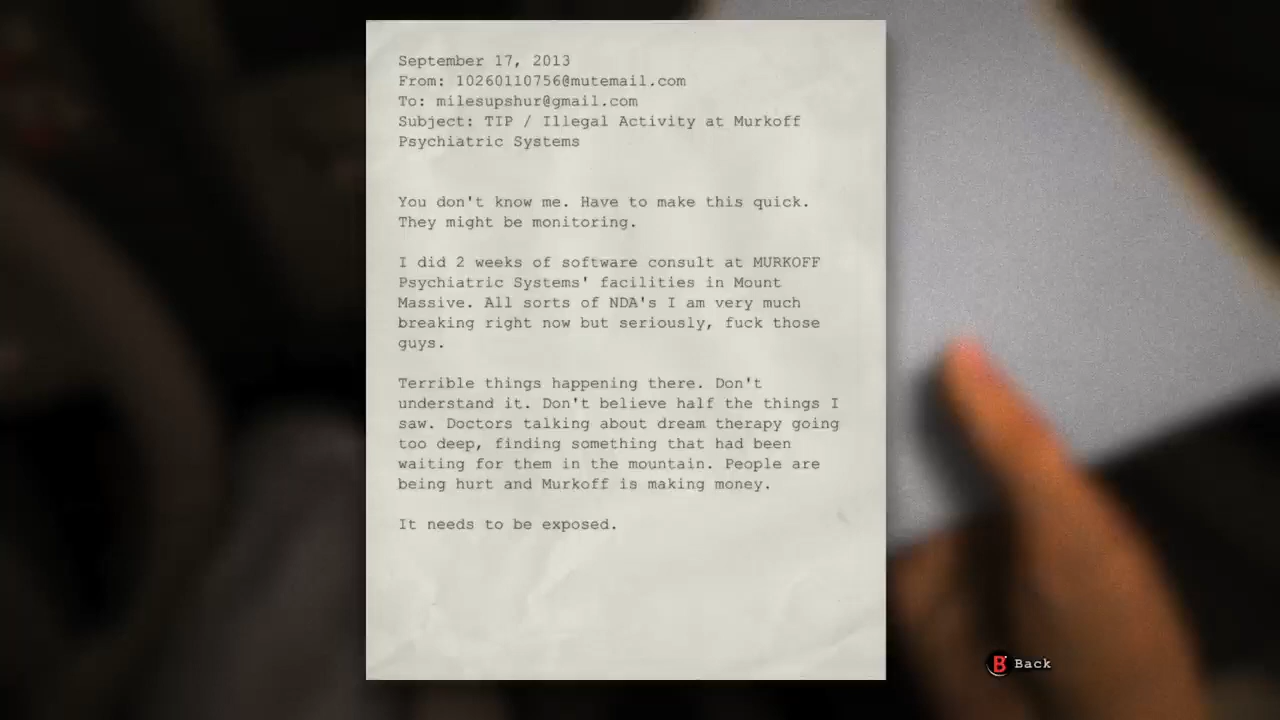 September 17, 2013
From: 10260110756@mutemail.com
To: milesupshur@gmail.com
Subject: TIP / Illegal Activity at Murkoff
Psychiatric Systems
You don't know me. Have to make this quick.
They might be monitoring.
I did 2 weeks of software consult at MURKOFF
Psychiatric Systems' facilities in Mount
Massive. All sorts of NDA's I am very much
breaking right now but seriously, fuck those
guys.
Terrible things happening there. Don't
understand it. Don't believe half the things I
saw. Doctors talking about dream therapy going
too deep, finding something that had been
waiting for them in the mountain. People are
being hurt and Murkoff is making money.
It needs to be exposed.
B Back